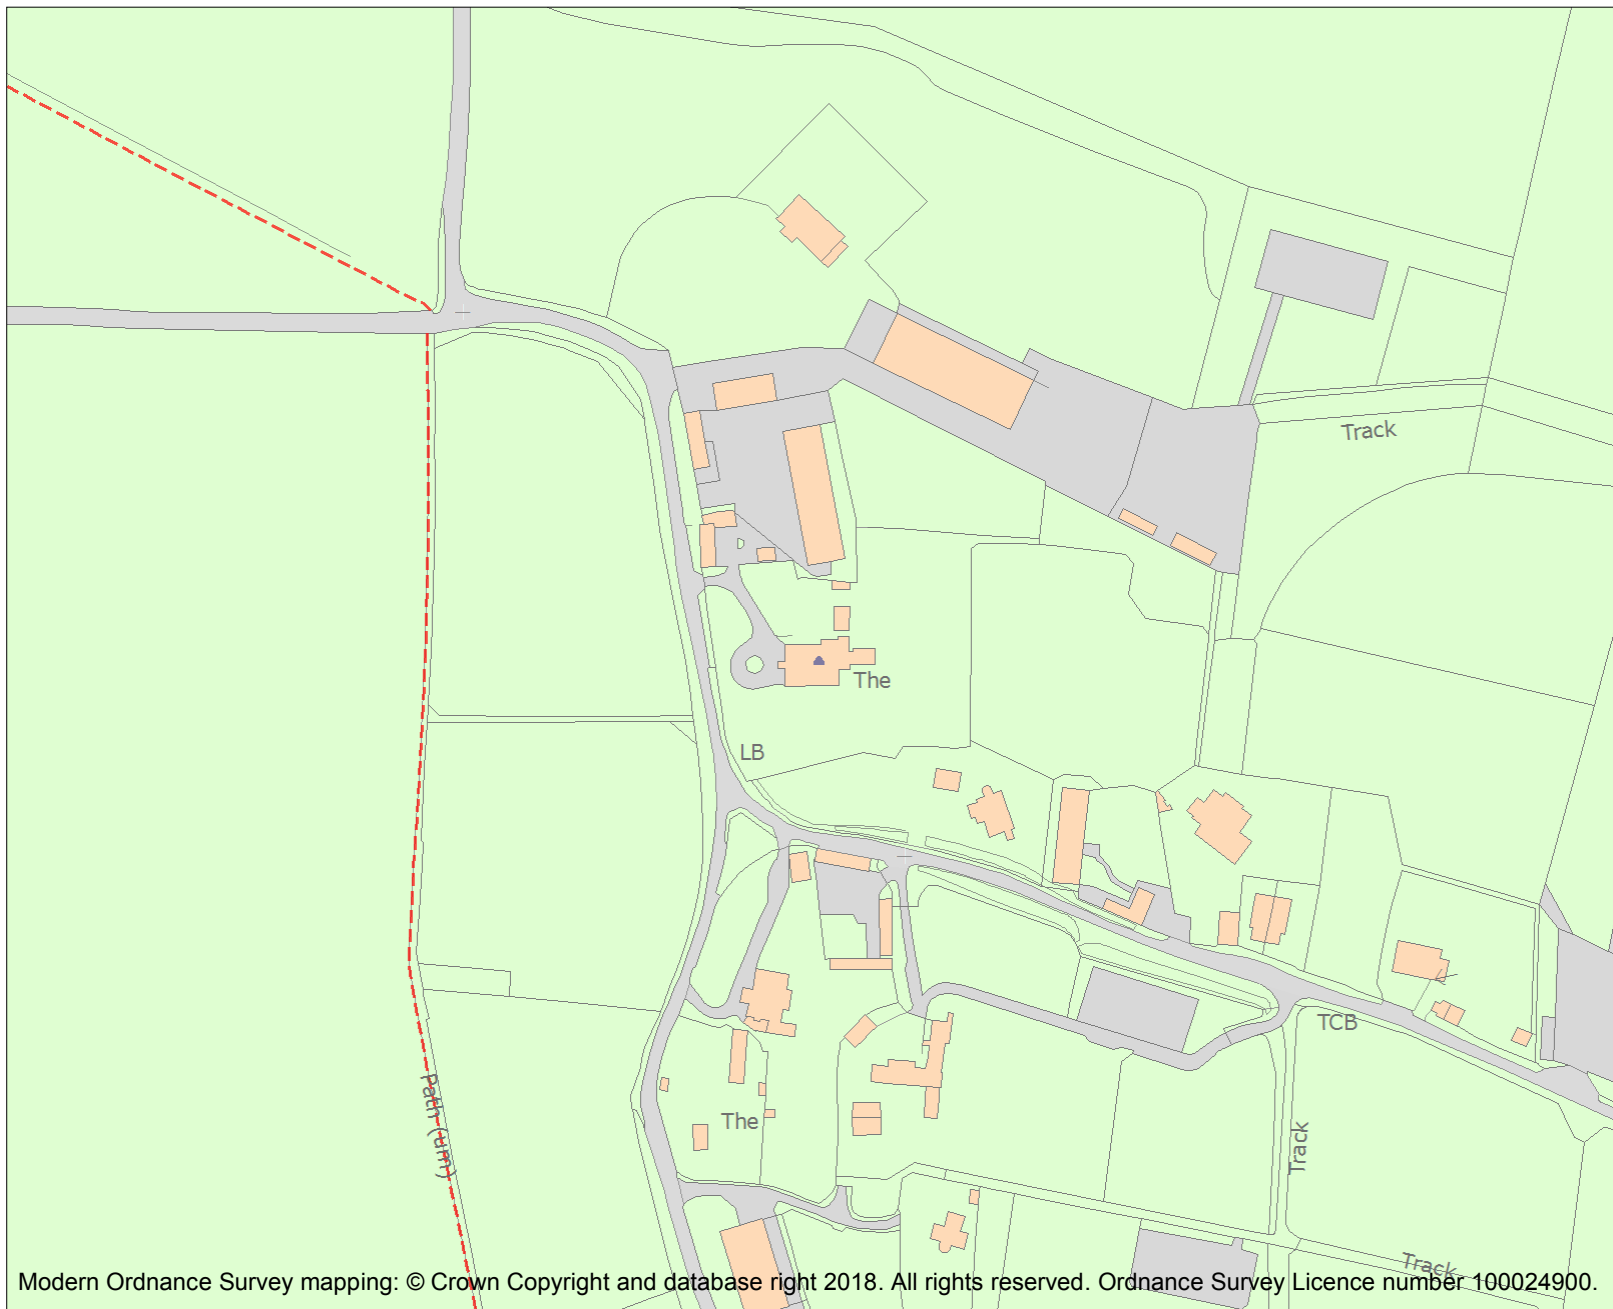 Track
The
LB
TCB
Path (um)
The
Track
Track
Modern Ordnance Survey mapping: © Crown Copyright and database right 2018. All rights reserved. Ordnance Survey Licence number 100024900.